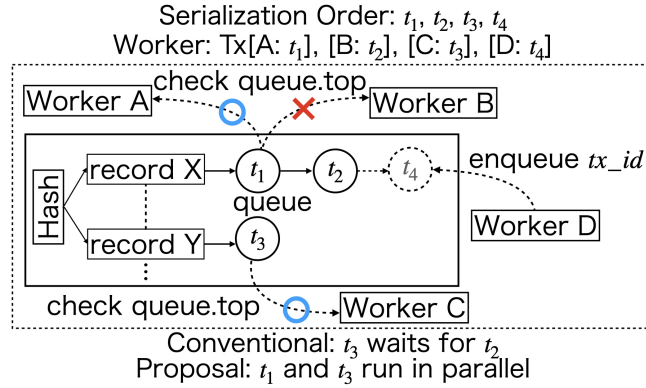 Serialization Order: t1, t2, t3, t4
Worker: Tx[A: t1], [B: t2], [C: t3], [D: t4]
check queue.top
Worker A
Worker B
Hash
record X
t1
t2
t4
enqueue tx_id
queue
Worker D
record Y
t3
check queue.top
Worker C
Conventional: t3 waits for t2
Proposal: t1 and t3 run in parallel